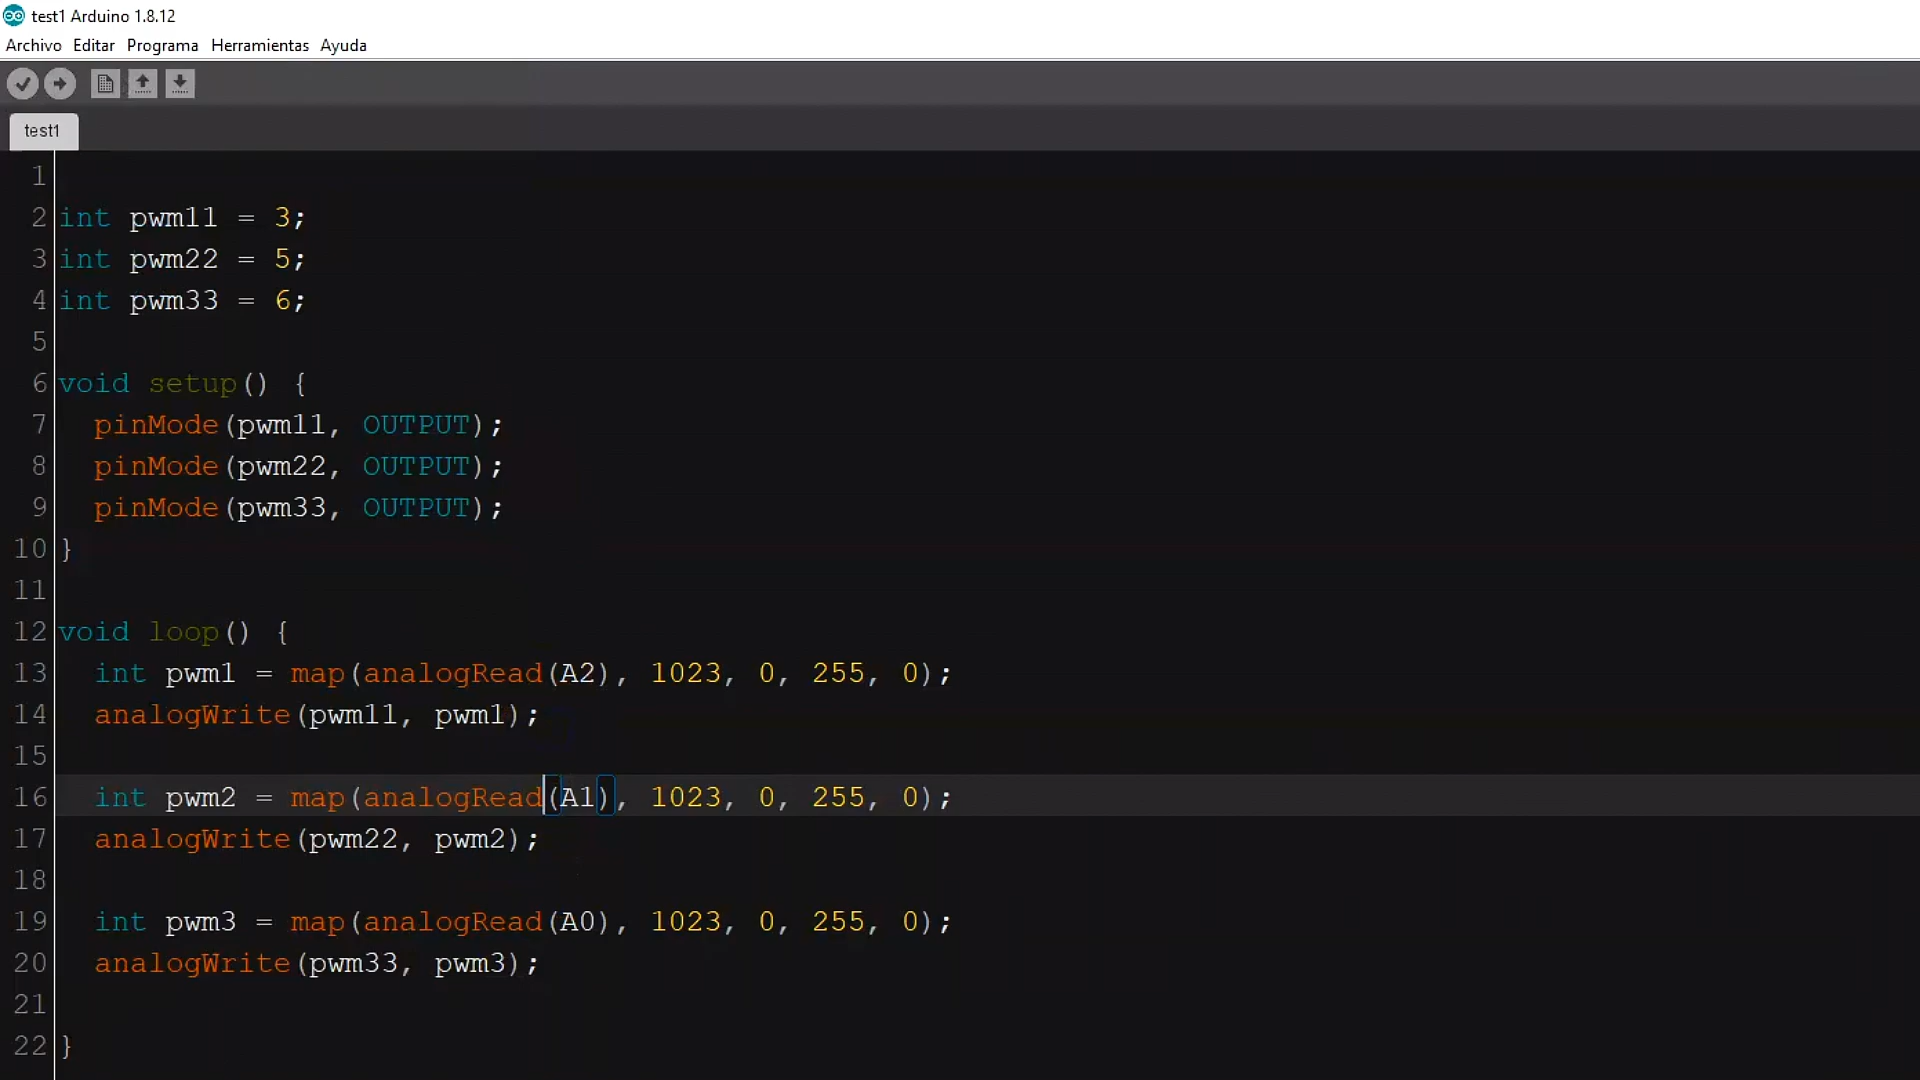 test1 Arduino 1.8.12
Archivo Editar Programa Herramientas Ayuda
test1
1
2 int pwm11 = 3;
3 int pwm22 = 5;
4 int pwm33 = 6;
5
6 void setup() {
7   pinMode(pwm11, OUTPUT);
8   pinMode(pwm22, OUTPUT);
9   pinMode(pwm33, OUTPUT);
10 }
11
12 void loop() {
13   int pwm1 = map(analogRead(A2), 1023, 0, 255, 0);
14   analogWrite(pwm11, pwm1);
15
16   int pwm2 = map(analogRead(A1), 1023, 0, 255, 0);
17   analogWrite(pwm22, pwm2);
18
19   int pwm3 = map(analogRead(A0), 1023, 0, 255, 0);
20   analogWrite(pwm33, pwm3);
21
22 }